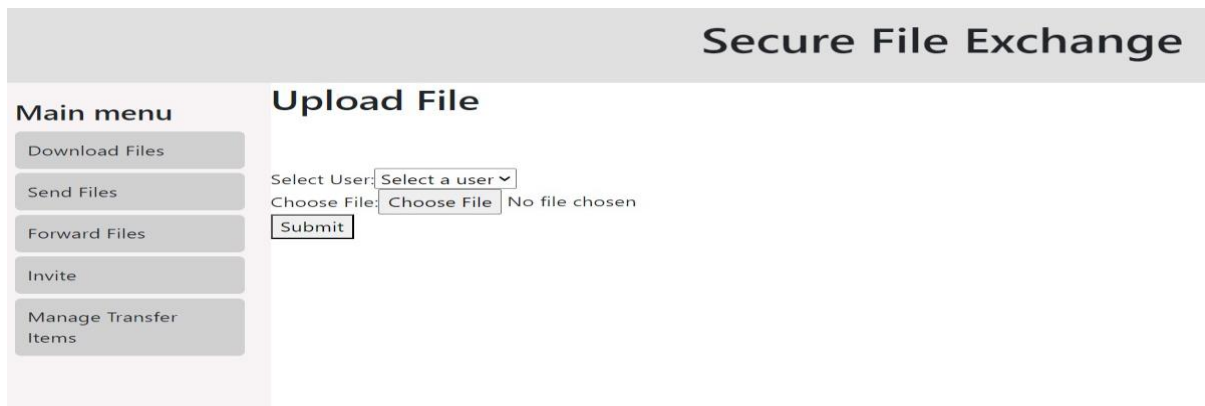 Secure File Exchange
Main menu
Download Files
Send Files
Forward Files
Invite
Manage Transfer
Items
Upload File
Select User: Select a user
Choose File: Choose File No file chosen
Submit